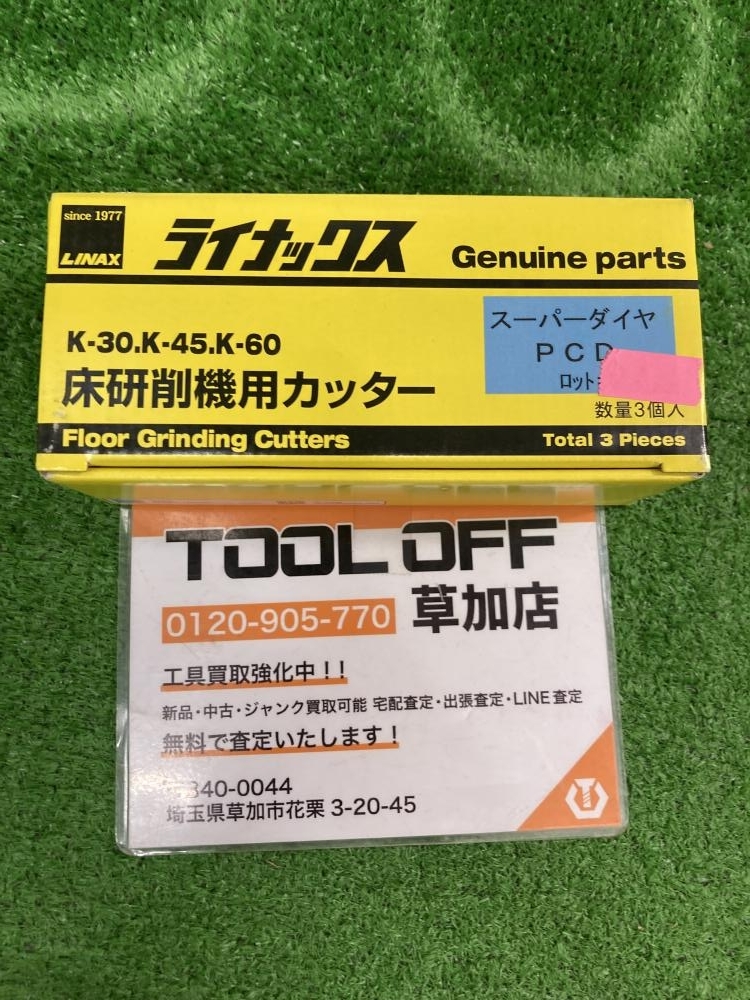 since 1977
LINAX
ライナックス
Genuine parts
K-30.K-45.K-60
床研削機用カッター
スーパーダイヤ
PCD
ロット
数量3個入
Floor Grinding Cutters
Total 3 Pieces
TOOL OFF
0120-905-770
草加店
工具買取強化中!!
新品・中古・ジャンク買取可能 宅配査定・出張査定・LINE査定
無料で査定いたします!
340-0044
埼玉県草加市花栗 3-20-45